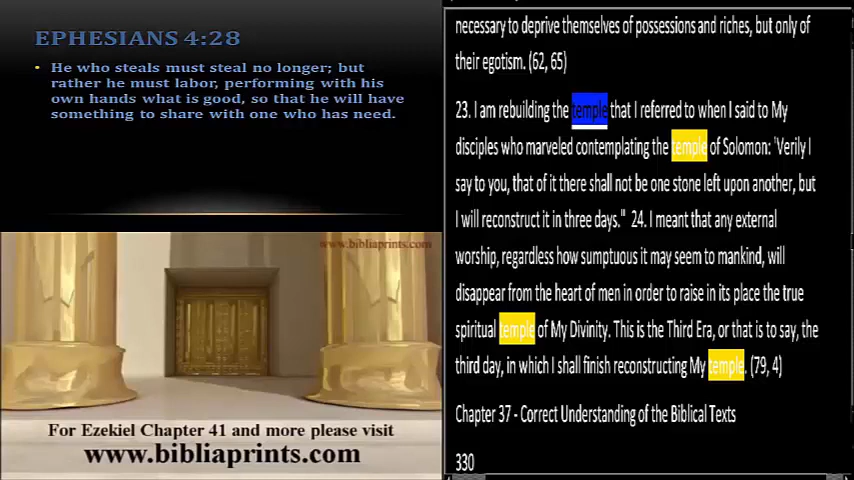 EPHESIANS 4:28
• He who steals must steal no longer; but
rather he must labor, performing with his
own hands what is good, so that he will have
something to share with one who has need.
www.bibliaprints.com
For Ezekiel Chapter 41 and more please visit
www.bibliaprints.com
necessary to deprive themselves of possessions and riches, but only of
their egotism. (62, 65)
23. I am rebuilding the temple that I referred to when I said to My
disciples who marveled contemplating the temple of Solomon: 'Verily I
say to you, that of it there shall not be one stone left upon another, but
I will reconstruct it in three days." 24. I meant that any external
worship, regardless how sumptuous it may seem to mankind, will
disappear from the heart of men in order to raise in its place the true
spiritual temple of My Divinity. This is the Third Era, or that is to say, the
third day, in which I shall finish reconstructing My temple. (79, 4)
Chapter 37 - Correct Understanding of the Biblical Texts
330